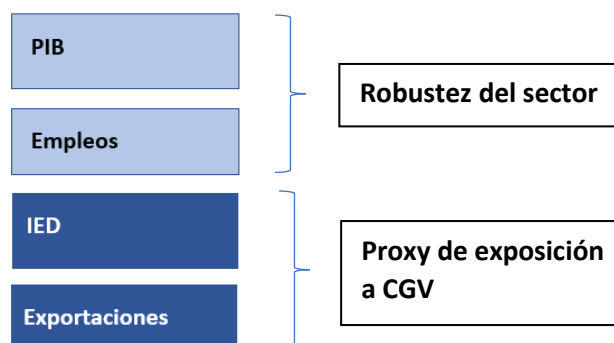 PIB
Empleos
Robustez del sector
IED
Exportaciones
Proxy de exposición
a CGV